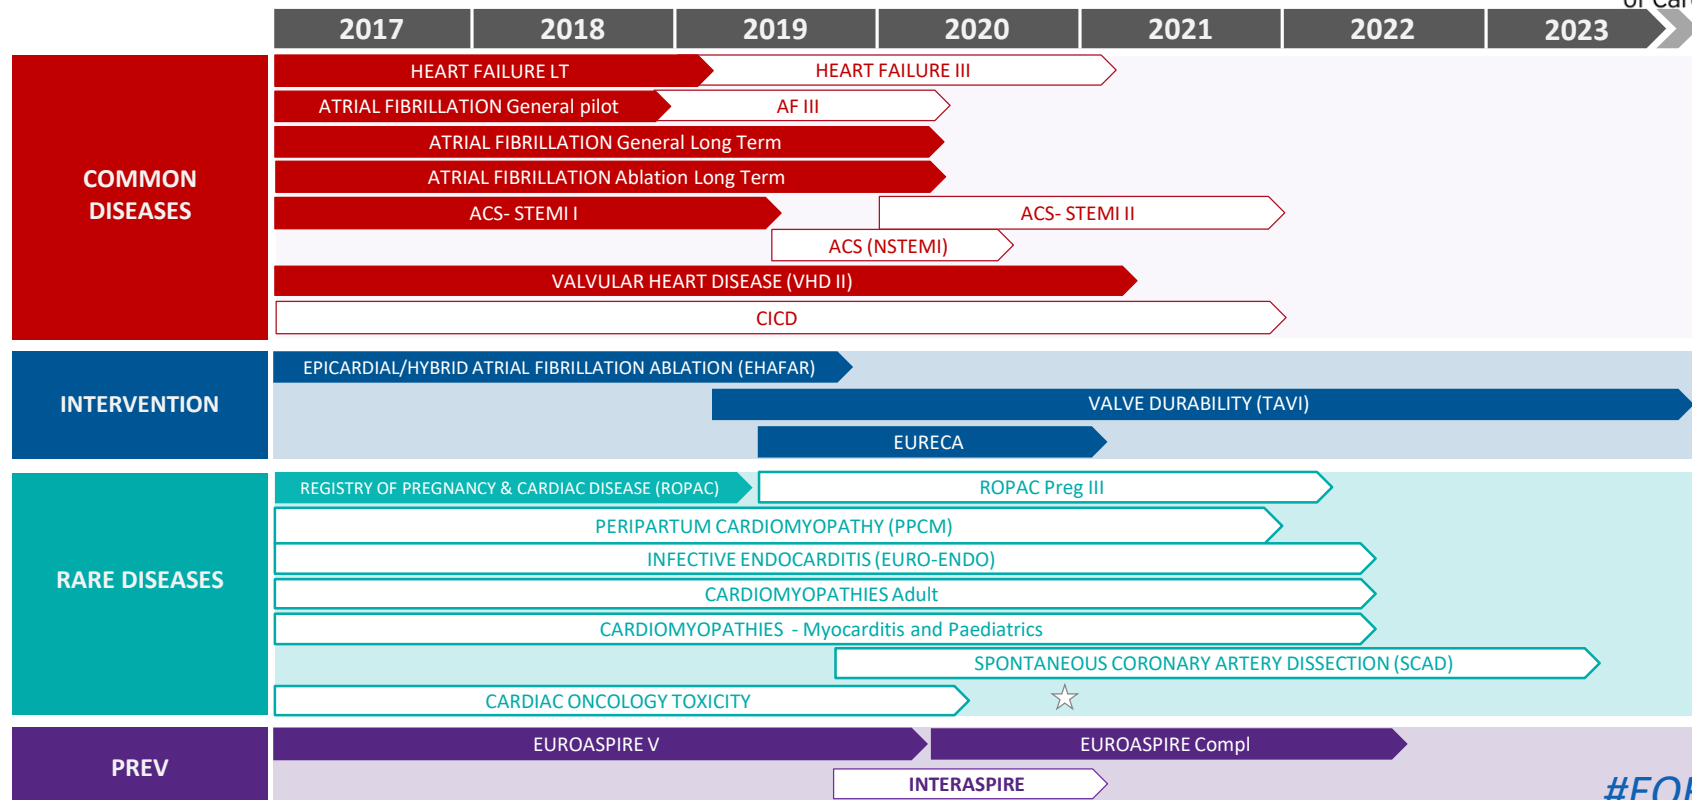 2017 2018 2019 2020 2021 2022 2023
COMMON
DISEASES
HEART FAILURE LT
HEART FAILURE III
ATRIAL FIBRILLATION General pilot
AF III
ATRIAL FIBRILLATION General Long Term
ATRIAL FIBRILLATION Ablation Long Term
ACS- STEMI I
ACS- STEMI II
ACS (NSTEMI)
VALVULAR HEART DISEASE (VHD II)
CICD
INTERVENTION
EPICARDIAL/HYBRID ATRIAL FIBRILLATION ABLATION (EHAFAR)
VALVE DURABILITY (TAVI)
EURECA
RARE DISEASES
REGISTRY OF PREGNANCY & CARDIAC DISEASE (ROPAC)
ROPAC Preg III
PERIPARTUM CARDIOMYOPATHY (PPCM)
INFECTIVE ENDOCARDITIS (EURO-ENDO)
CARDIOMYOPATHIES Adult
CARDIOMYOPATHIES - Myocarditis and Paediatrics
SPONTANEOUS CORONARY ARTERY DISSECTION (SCAD)
CARDIAC ONCOLOGY TOXICITY
PREV
EUROASPIRE V
EUROASPIRE Compl
INTERASPIRE